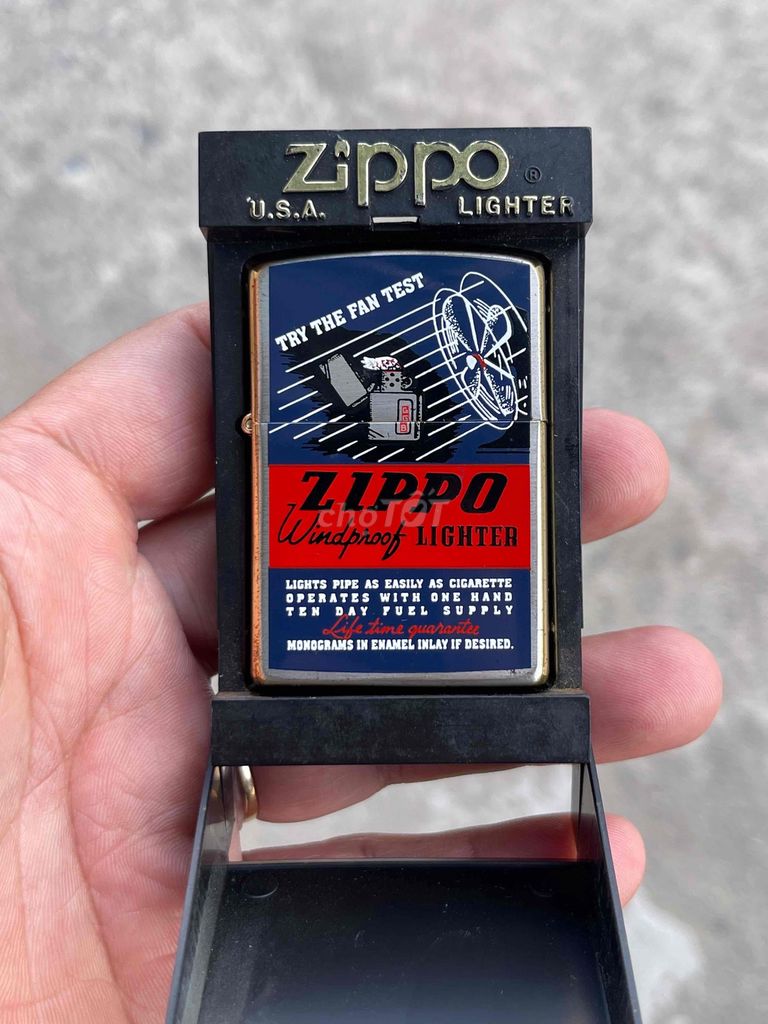 zippo ®
U.S.A. LIGHTER
TRY THE FAN TEST
ZIPPO
Windproof LIGHTER
chợTỐT
LIGHTS PIPE AS EASILY AS CIGARETTE
OPERATES WITH ONE HAND
TEN DAY FUEL SUPPLY
Life time guarantee
MONOGRAMS IN ENAMEL INLAY IF DESIRED.